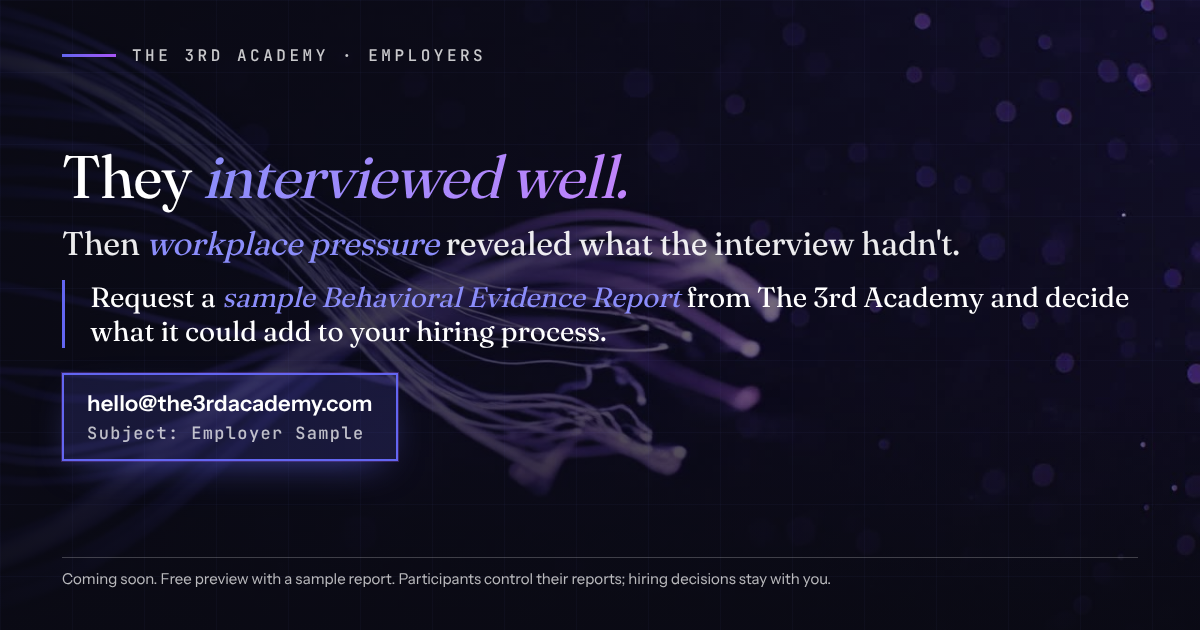 THE 3RD ACADEMY · EMPLOYERS
They interviewed well.
Then workplace pressure revealed what the interview hadn't.
Request a sample Behavioral Evidence Report from The 3rd Academy and decide
what it could add to your hiring process.
hello@the3rdacademy.com
Subject: Employer Sample
Coming soon. Free preview with a sample report. Participants control their reports; hiring decisions stay with you.